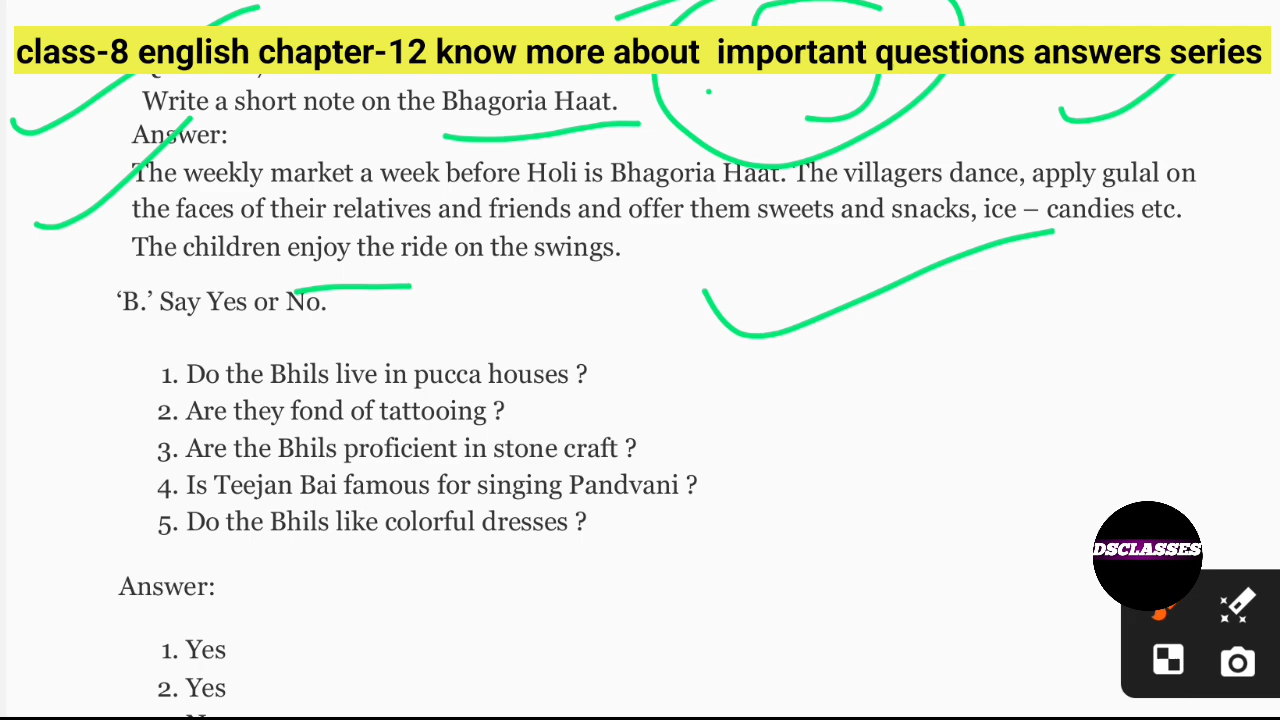 class-8 english chapter-12 know more about important questions answers series
Write a short note on the Bhagoria Haat.
Answer:
The weekly market a week before Holi is Bhagoria Haat. The villagers dance, apply gulal on
the faces of their relatives and friends and offer them sweets and snacks, ice – candies etc.
The children enjoy the ride on the swings.
‘B.’ Say Yes or No.
1. Do the Bhils live in pucca houses ?
2. Are they fond of tattooing ?
3. Are the Bhils proficient in stone craft ?
4. Is Teejan Bai famous for singing Pandvani ?
5. Do the Bhils like colorful dresses ?
DSCLASSES
Answer:
1. Yes
2. Yes